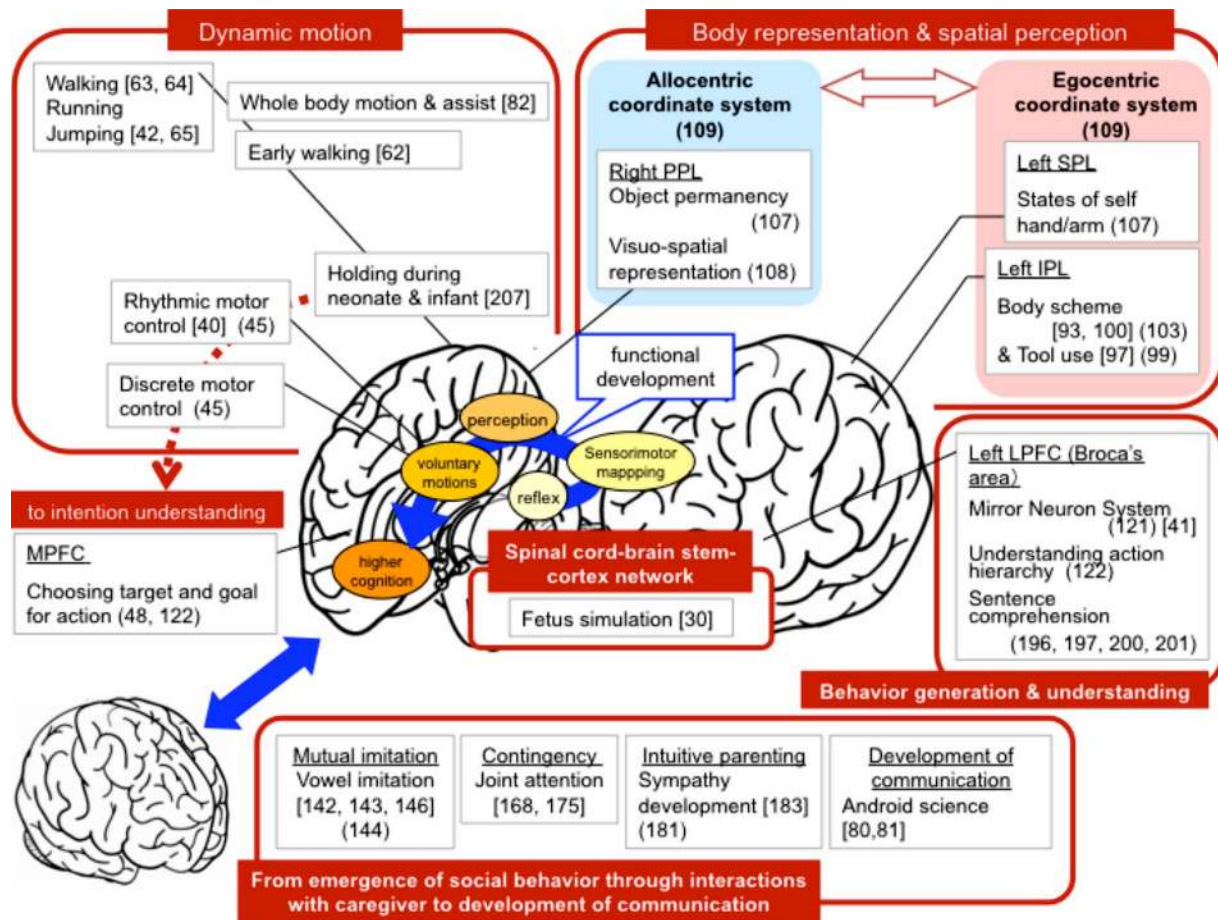 Dynamic motion
Walking [63, 64]
Running
Jumping [42, 65]
Whole body motion & assist [82]
Early walking [62]
Holding during
neonate & infant [207]
Rhythmic motor
control [40] (45)
Discrete motor
control (45)
to intention understanding
MPFC
Choosing target and goal
for action (48, 122)
Body representation & spatial perception
Allocentric
coordinate system
(109)
Right PPL
Object permanency
(107)
Visuo-spatial
representation (108)
Egocentric
coordinate system
(109)
Left SPL
States of self
hand/arm (107)
Left IPL
Body scheme
[93, 100] (103)
& Tool use [97] (99)
functional
development
perception
voluntary
motions
Sensorimotor
mappping
reflex
higher
cognition
Spinal cord-brain stem-
cortex network
Fetus simulation [30]
Left LPFC (Broca's
area)
Mirror Neuron System
(121) [41]
Understanding action
hierarchy (122)
Sentence
comprehension
(196, 197, 200, 201)
Behavior generation & understanding
Mutual imitation
Vowel imitation
[142, 143, 146]
(144)
Contingency
Joint attention
[168, 175]
Intuitive parenting
Sympathy
development [183]
(181)
Development of
communication
Android science
[80,81]
From emergence of social behavior through interactions
with caregiver to development of communication